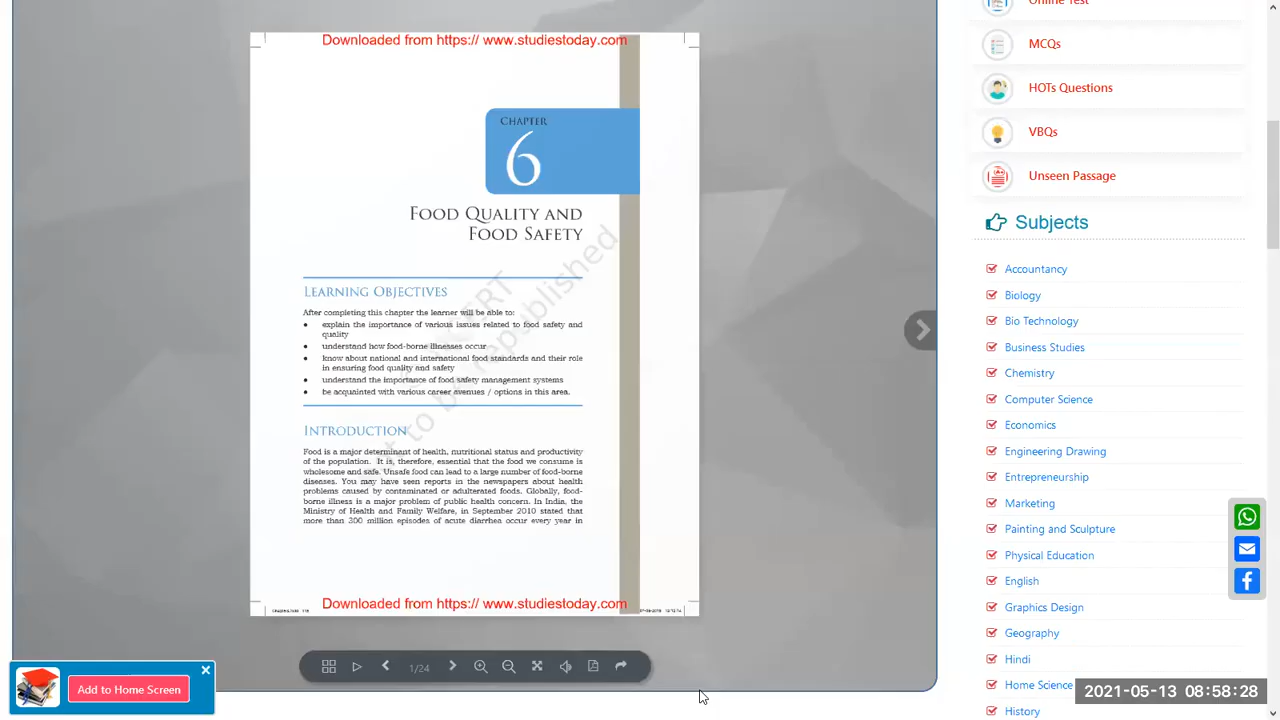 Downloaded from https:// www.studiestoday.com
CHAPTER
6
FOOD QUALITY AND
FOOD SAFETY
LEARNING OBJECTIVES
After completing this chapter the learner will be able to:
• explain the importance of various issues related to food safety and
quality
• understand how food-borne illnesses occur
• know about national and international food standards and their role
in ensuring food quality and safety
• understand the importance of food safety management systems
• be acquainted with various career avenues / options in this area.
INTRODUCTION
Food is a major determinant of health, nutritional status and productivity
of the population. It is, therefore, essential that the food we consume is
wholesome and safe. Unsafe food can lead to a large number of food-borne
diseases. You may have seen reports in the newspapers about health
problems caused by contaminated or adulterated foods. Globally, food-
borne illness is a major problem of public health concern. In India, the
Ministry of Health and Family Welfare, in September 2010 stated that
more than 300 million episodes of acute diarrhea occur every year in
Downloaded from https:// www.studiestoday.com
1/24
Add to Home Screen
Online Test
MCQs
HOTs Questions
VBQs
Unseen Passage
Subjects
Accountancy
Biology
Bio Technology
Business Studies
Chemistry
Computer Science
Economics
Engineering Drawing
Entrepreneurship
Marketing
Painting and Sculpture
Physical Education
English
Graphics Design
Geography
Hindi
Home Science
History
2021-05-13 08:58:28